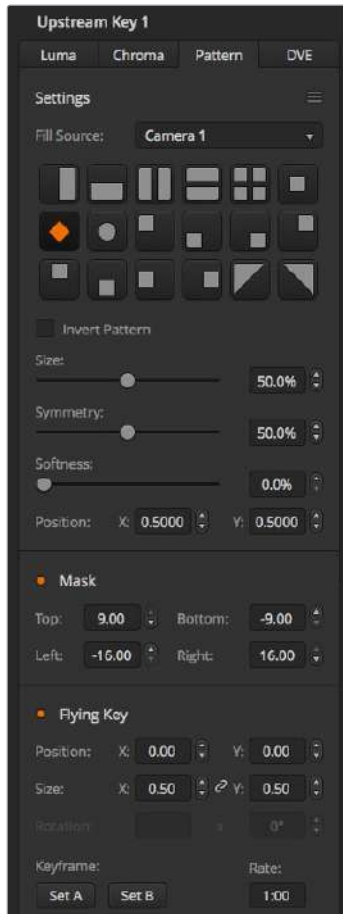 Upstream Key 1
Luma Chroma Pattern DVE
Settings
Fill Source: Camera 1
Invert Pattern
Size:
50.0%
Symmetry:
50.0%
Softness:
0.0%
Position: X: 0.5000 Y: 0.5000
Mask
Top: 9.00 Bottom: -9.00
Left: -16.00 Right: 16.00
Flying Key
Position: X: 0.00 Y: 0.00
Size: X: 0.50 Y: 0.50
Rotation: x 0°
Keyframe: Rate:
Set A Set B 1:00